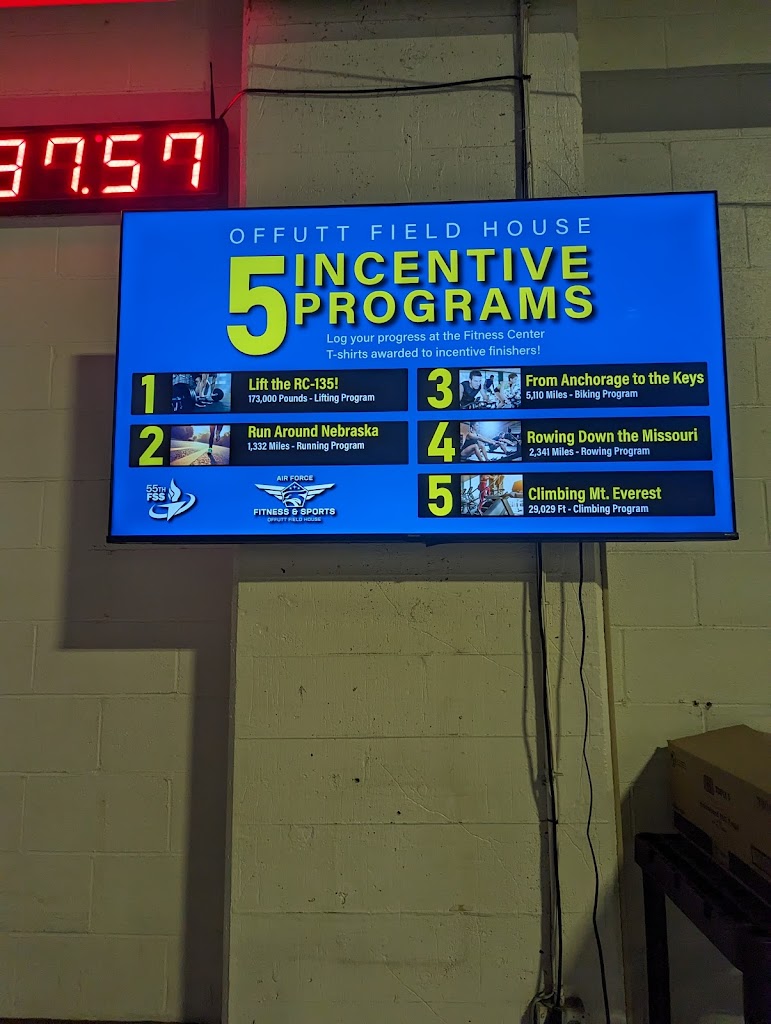 37.57
OFFUTT FIELD HOUSE
5 INCENTIVE
PROGRAMS
Log your progress at the Fitness Center
T-shirts awarded to incentive finishers!
1 Lift the RC-135!
173,000 Pounds - Lifting Program
2 Run Around Nebraska
1,332 Miles - Running Program
3 From Anchorage to the Keys
5,110 Miles - Biking Program
4 Rowing Down the Missouri
2,341 Miles - Rowing Program
5 Climbing Mt. Everest
29,029 Ft - Climbing Program
55TH
FSS
AIR FORCE
FITNESS & SPORTS
OFFUTT FIELD HOUSE